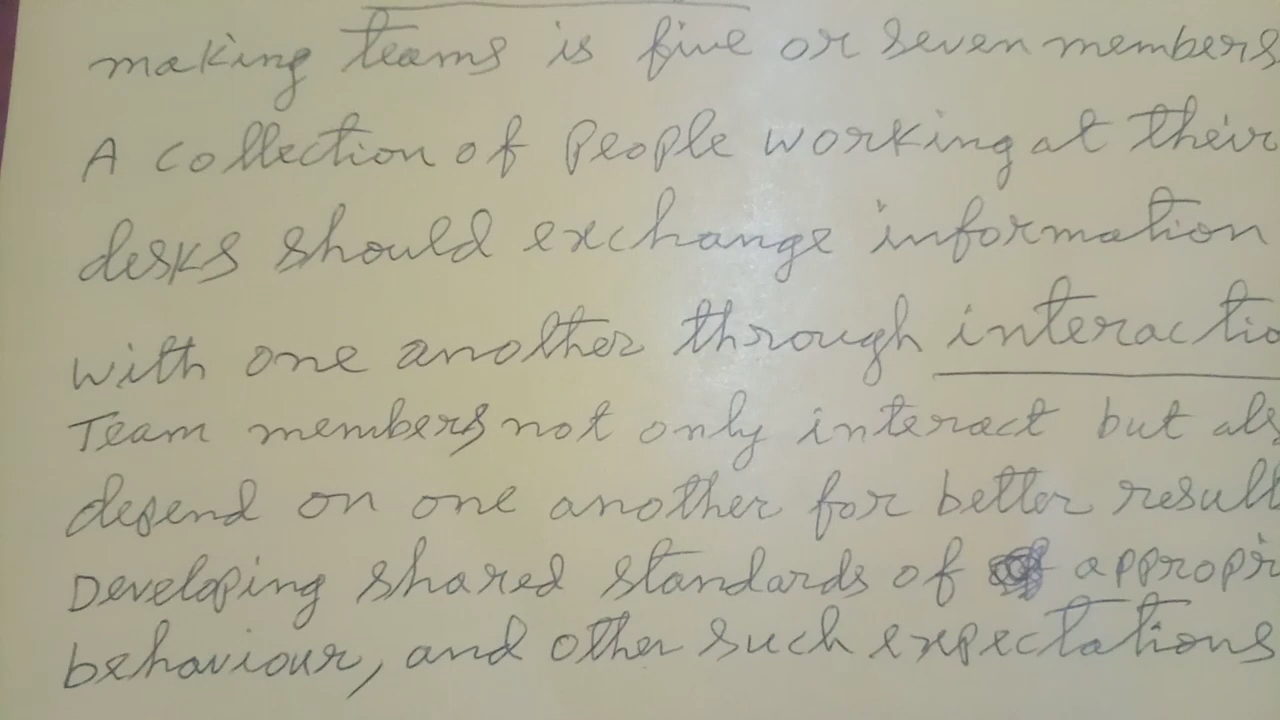 making teams is five or seven members
A collection of People working at their
desks should exchange information
with one another through interactio
Team members not only interact but als
depend on one another for better result
Developing shared standards of appropri
behaviour, and other such expectations